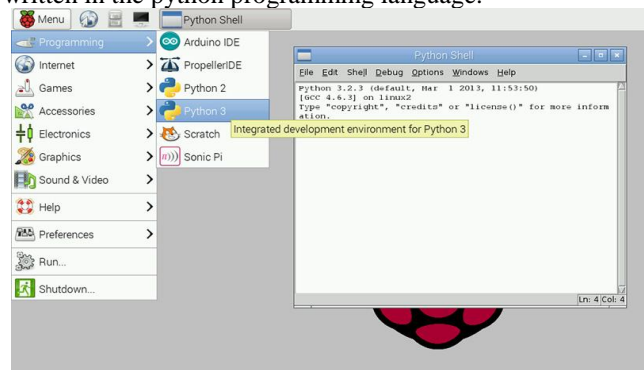 written in the python programming language.
Menu
Python Shell
Programming
Internet
Games
Accessories
Electronics
Graphics
Sound & Video
Help
Preferences
Run...
Shutdown...
Arduino IDE
PropellerIDE
Python 2
Python 3
Scratch
Sonic Pi
Integrated development environment for Python 3
Python Shell
File Edit Shell Debug Options Windows Help
Python 3.2.3 (default, Mar 1 2013, 11:53:50)
[GCC 4.6.3] on linux2
Type "copyright", "credits" or "license()" for more inform
ation.
Ln: 4 Col: 4